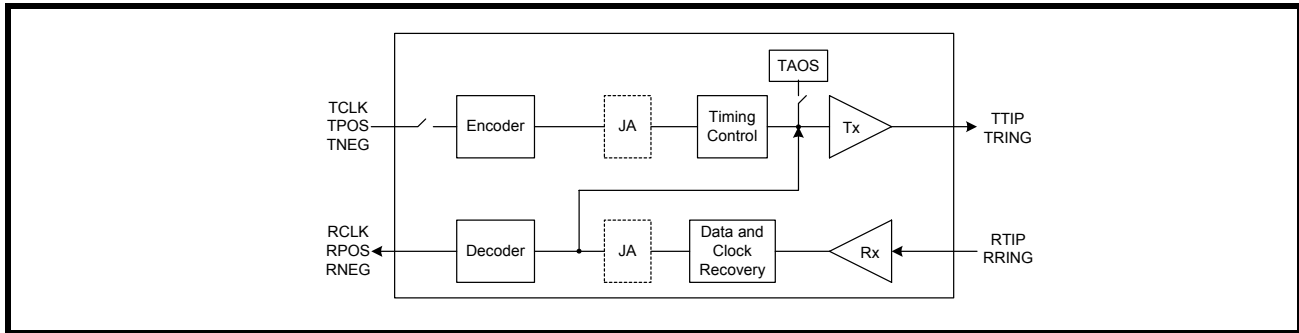 TAOS
TCLK
TPOS
TNEG
Encoder
JA
Timing
Control
Tx
TTIP
TRING
RCLK
RPOS
RNEG
Decoder
JA
Data and
Clock
Recovery
Rx
RTIP
RRING